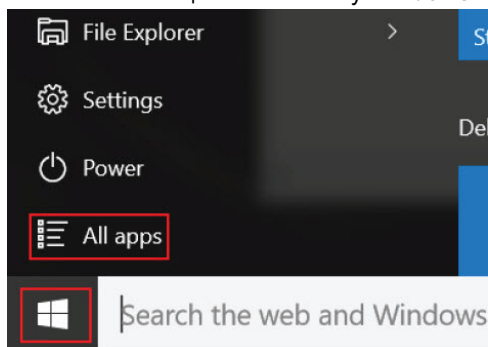 File Explorer
Settings
Power
All apps
Search the web and Windows